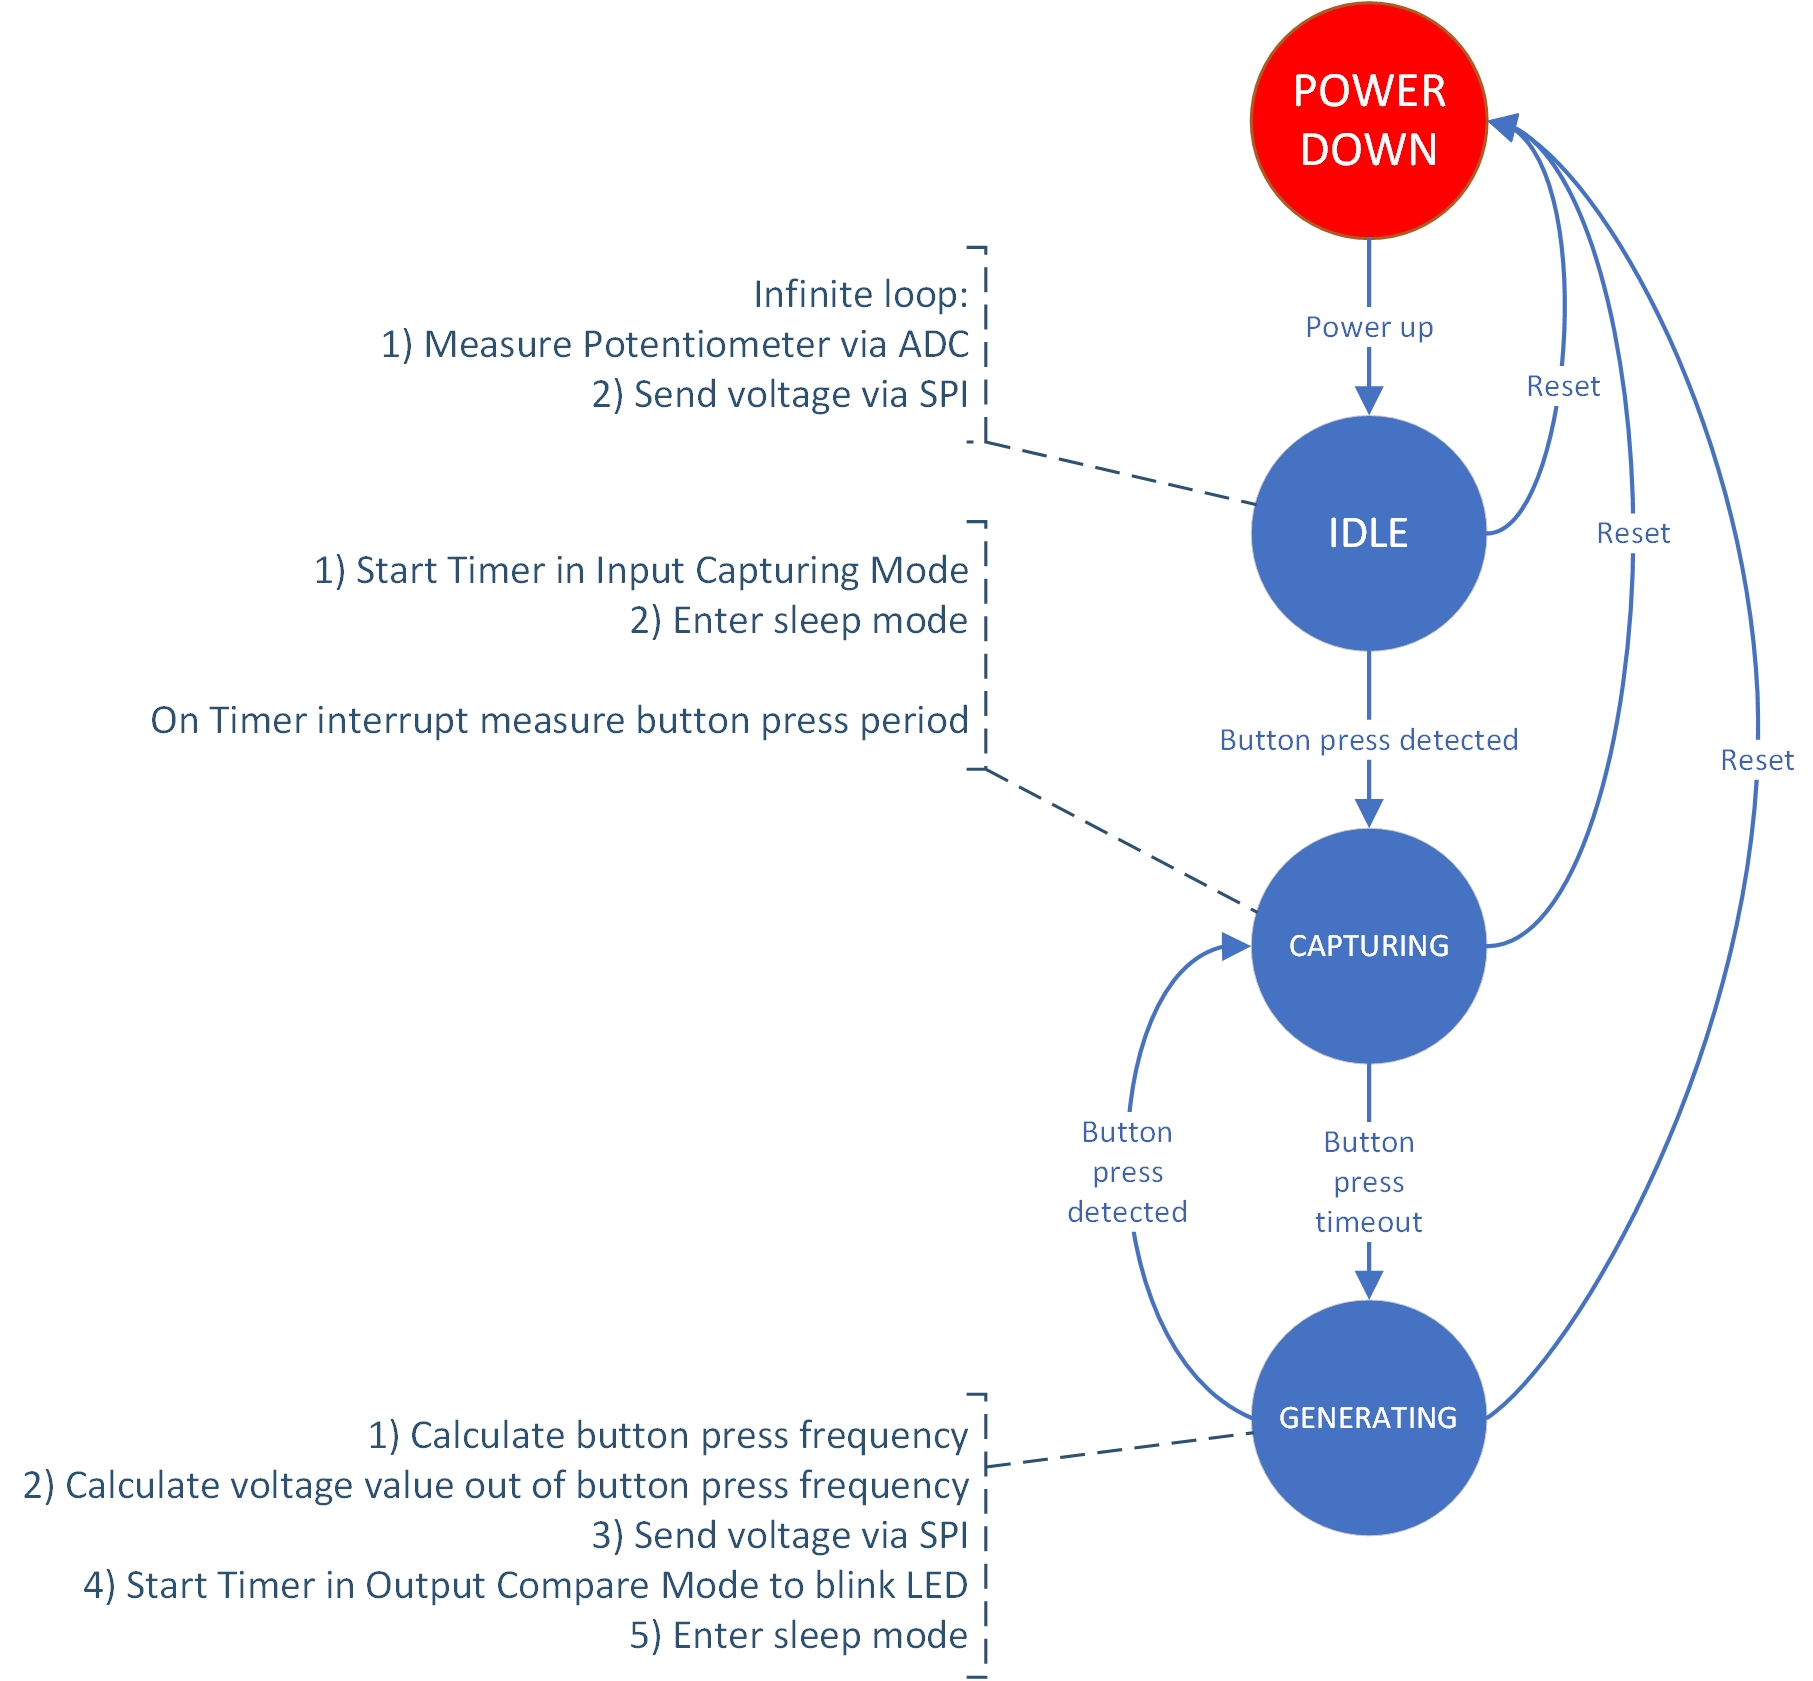 POWER
DOWN
Infinite loop:
1) Measure Potentiometer via ADC
2) Send voltage via SPI
Power up
Reset
IDLE
Reset
1) Start Timer in Input Capturing Mode
2) Enter sleep mode
On Timer interrupt measure button press period
Button press detected
Reset
CAPTURING
Button
press
detected
Button
press
timeout
GENERATING
1) Calculate button press frequency
2) Calculate voltage value out of button press frequency
3) Send voltage via SPI
4) Start Timer in Output Compare Mode to blink LED
5) Enter sleep mode